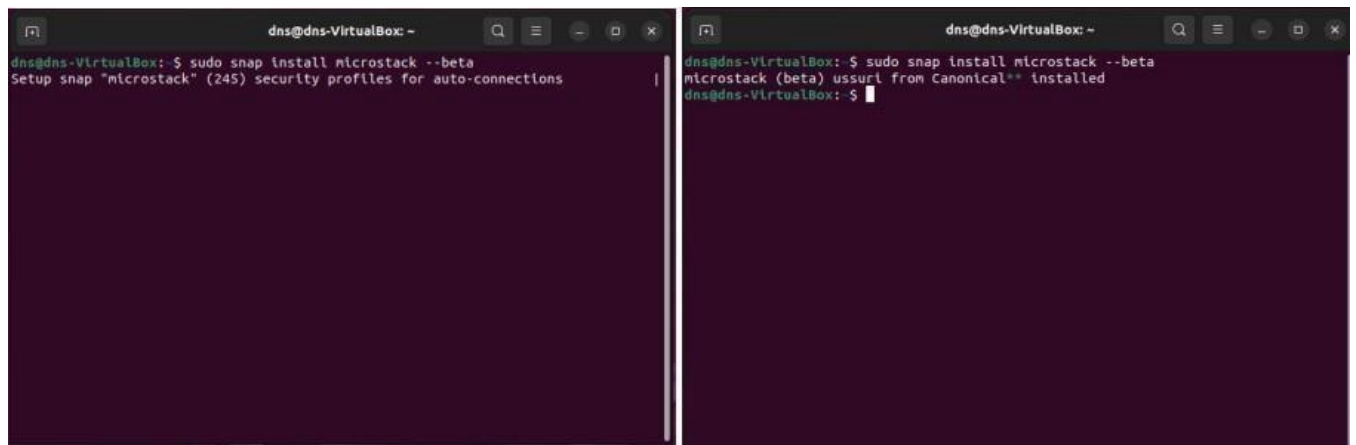 dns@dns-VirtualBox: ~
dns@dns-VirtualBox:~$ sudo snap install microstack --beta
Setup snap "microstack" (245) security profiles for auto-connections |
dns@dns-VirtualBox: ~
dns@dns-VirtualBox:~$ sudo snap install microstack --beta
microstack (beta) ussuri from Canonical** installed
dns@dns-VirtualBox:~$